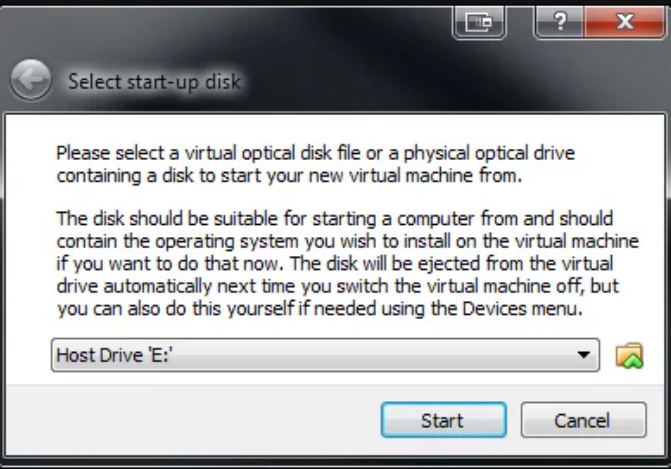 Select start-up disk
Please select a virtual optical disk file or a physical optical drive
containing a disk to start your new virtual machine from.
The disk should be suitable for starting a computer from and should
contain the operating system you wish to install on the virtual machine
if you want to do that now. The disk will be ejected from the virtual
drive automatically next time you switch the virtual machine off, but
you can also do this yourself if needed using the Devices menu.
Host Drive 'E:'
Start Cancel